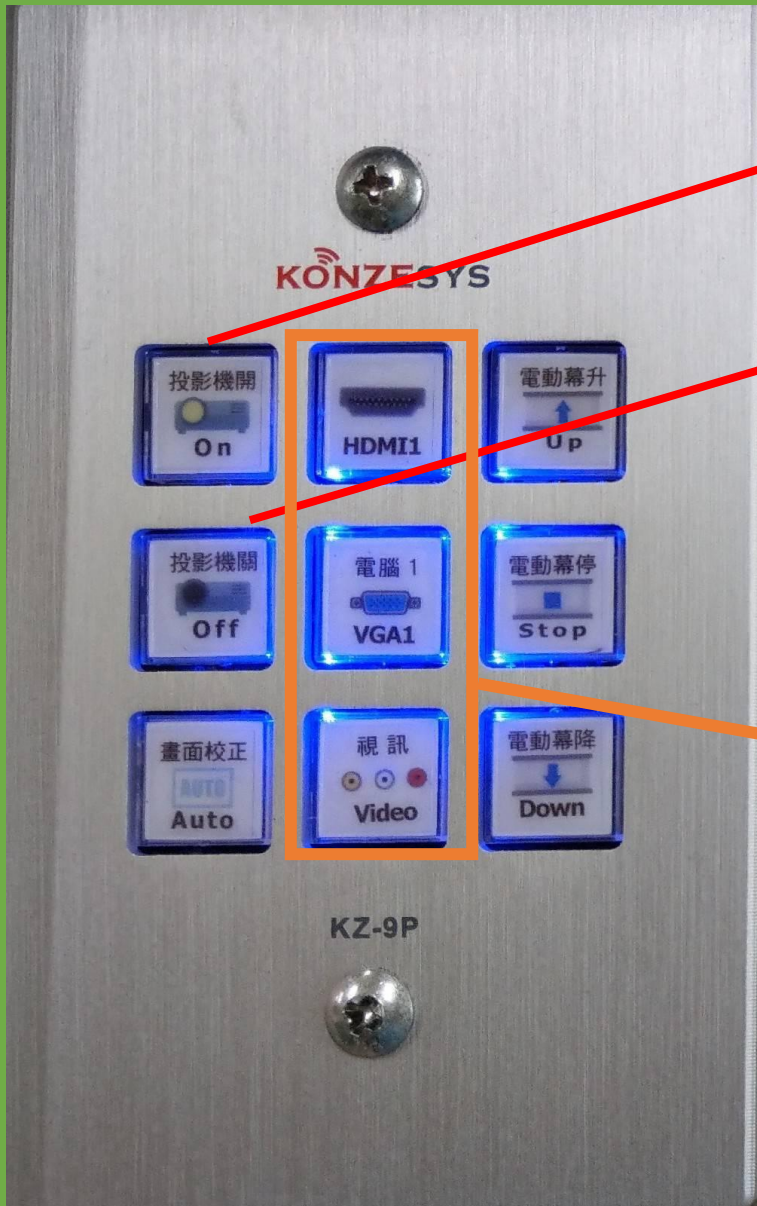 KONZESYS
投影機開
On
HDMI1
電動幕升
Up
投影機關
Off
電腦 1
VGA1
電動幕停
Stop
畫面校正
AUTO
Auto
視訊
Video
電動幕降
Down
KZ-9P